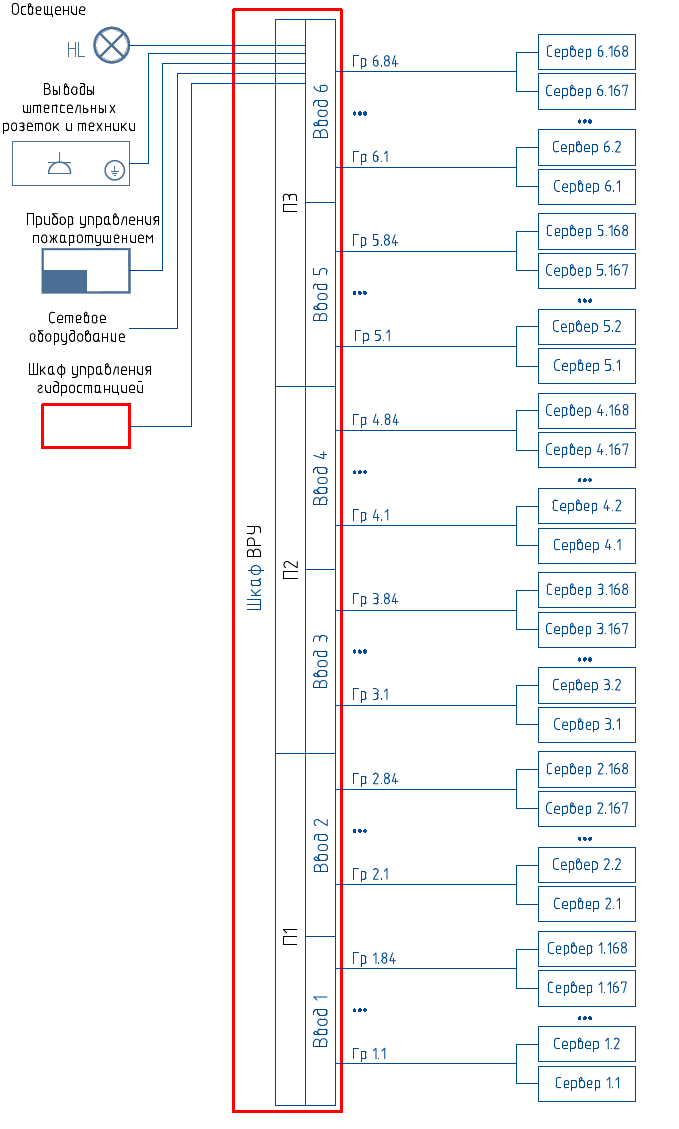 Освещение
HL
Выводы
штепсельных
розеток и техники
Прибор управления
пожаротушением
Сетевое
оборудование
Шкаф управления
гидростанцией
Шкаф ВРУ
П3
П2
П1
Ввод 6
Ввод 5
Ввод 4
Ввод 3
Ввод 2
Ввод 1
Гр 6.84
...
Гр 6.1
Гр 5.84
...
Гр 5.1
Гр 4.84
...
Гр 4.1
Гр 3.84
...
Гр 3.1
Гр 2.84
...
Гр 2.1
Гр 1.84
...
Гр 1.1
Сервер 6.168
Сервер 6.167
...
Сервер 6.2
Сервер 6.1
Сервер 5.168
Сервер 5.167
...
Сервер 5.2
Сервер 5.1
Сервер 4.168
Сервер 4.167
...
Сервер 4.2
Сервер 4.1
Сервер 3.168
Сервер 3.167
...
Сервер 3.2
Сервер 3.1
Сервер 2.168
Сервер 2.167
...
Сервер 2.2
Сервер 2.1
Сервер 1.168
Сервер 1.167
...
Сервер 1.2
Сервер 1.1